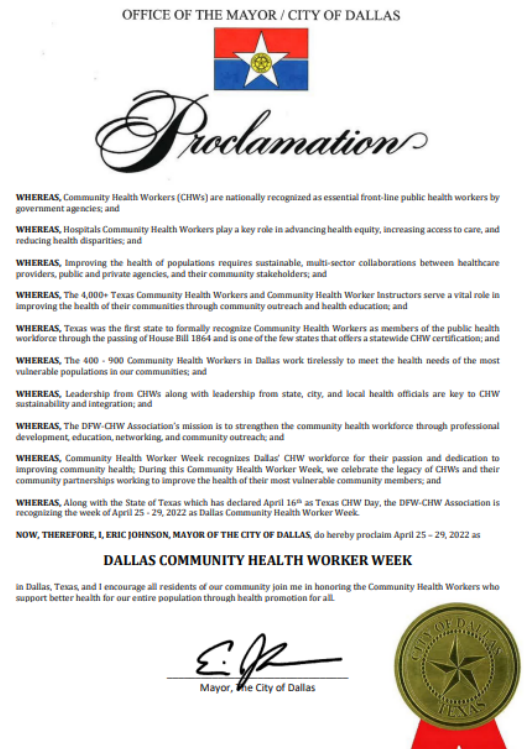 OFFICE OF THE MAYOR / CITY OF DALLAS
Proclamation
WHEREAS, Community Health Workers (CHWs) are nationally recognized as essential front-line public health workers by
government agencies; and
WHEREAS, Hospitals Community Health Workers play a key role in advancing health equity, increasing access to care, and
reducing health disparities; and
WHEREAS, Improving the health of populations requires sustainable, multi-sector collaborations between healthcare
providers, public and private agencies, and their community stakeholders; and
WHEREAS, The 4,000+ Texas Community Health Workers and Community Health Worker Instructors serve a vital role in
improving the health of their communities through community outreach and health education; and
WHEREAS, Texas was the first state to formally recognize Community Health Workers as members of the public health
workforce through the passing of House Bill 1864 and is one of the few states that offers a statewide CHW certification; and
WHEREAS, The 400 - 900 Community Health Workers in Dallas work tirelessly to meet the health needs of the most
vulnerable populations in our communities; and
WHEREAS, Leadership from CHWs along with leadership from state, city, and local health officials are key to CHW
sustainability and integration; and
WHEREAS, The DFW-CHW Association's mission is to strengthen the community health workforce through professional
development, education, networking, and community outreach; and
WHEREAS, Community Health Worker Week recognizes Dallas' CHW workforce for their passion and dedication to
improving community health; During this Community Health Worker Week, we celebrate the legacy of CHWs and their
community partnerships working to improve the health of their most vulnerable community members; and
WHEREAS, Along with the State of Texas which has declared April 16th as Texas CHW Day, the DFW-CHW Association is
recognizing the week of April 25 - 29, 2022 as Dallas Community Health Worker Week.
NOW, THEREFORE, I, ERIC JOHNSON, MAYOR OF THE CITY OF DALLAS, do hereby proclaim April 25 – 29, 2022 as
DALLAS COMMUNITY HEALTH WORKER WEEK
in Dallas, Texas, and I encourage all residents of our community join me in honoring the Community Health Workers who
support better health for our entire population through health promotion for all.
Mayor, The City of Dallas
CITY OF DALLAS
TEXAS